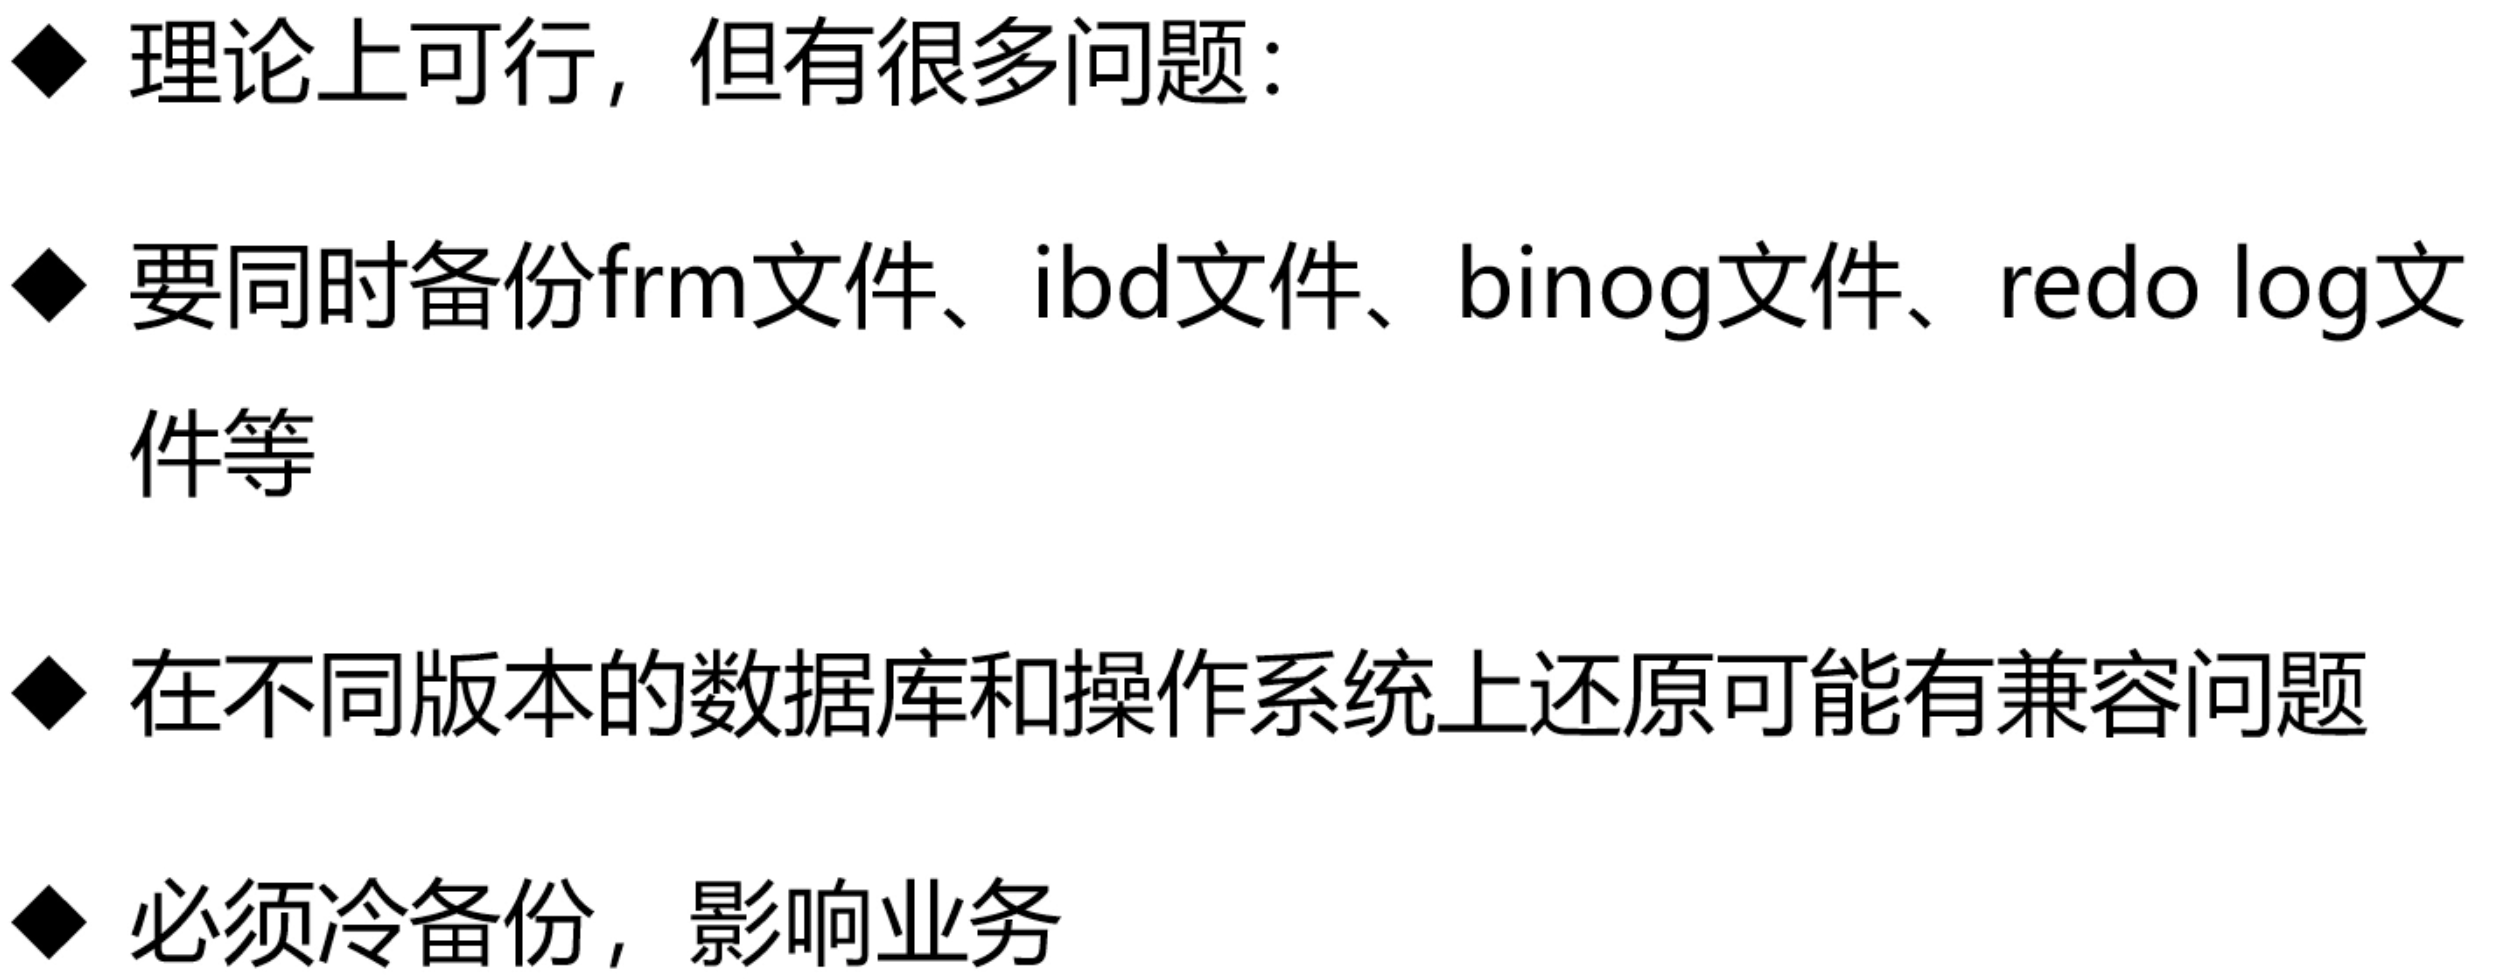 ◆ 理论上可行，但有很多问题：
◆ 要同时备份frm文件、ibd文件、binog文件、redo log文
件等
◆ 在不同版本的数据库和操作系统上还原可能有兼容问题
◆ 必须冷备份，影响业务